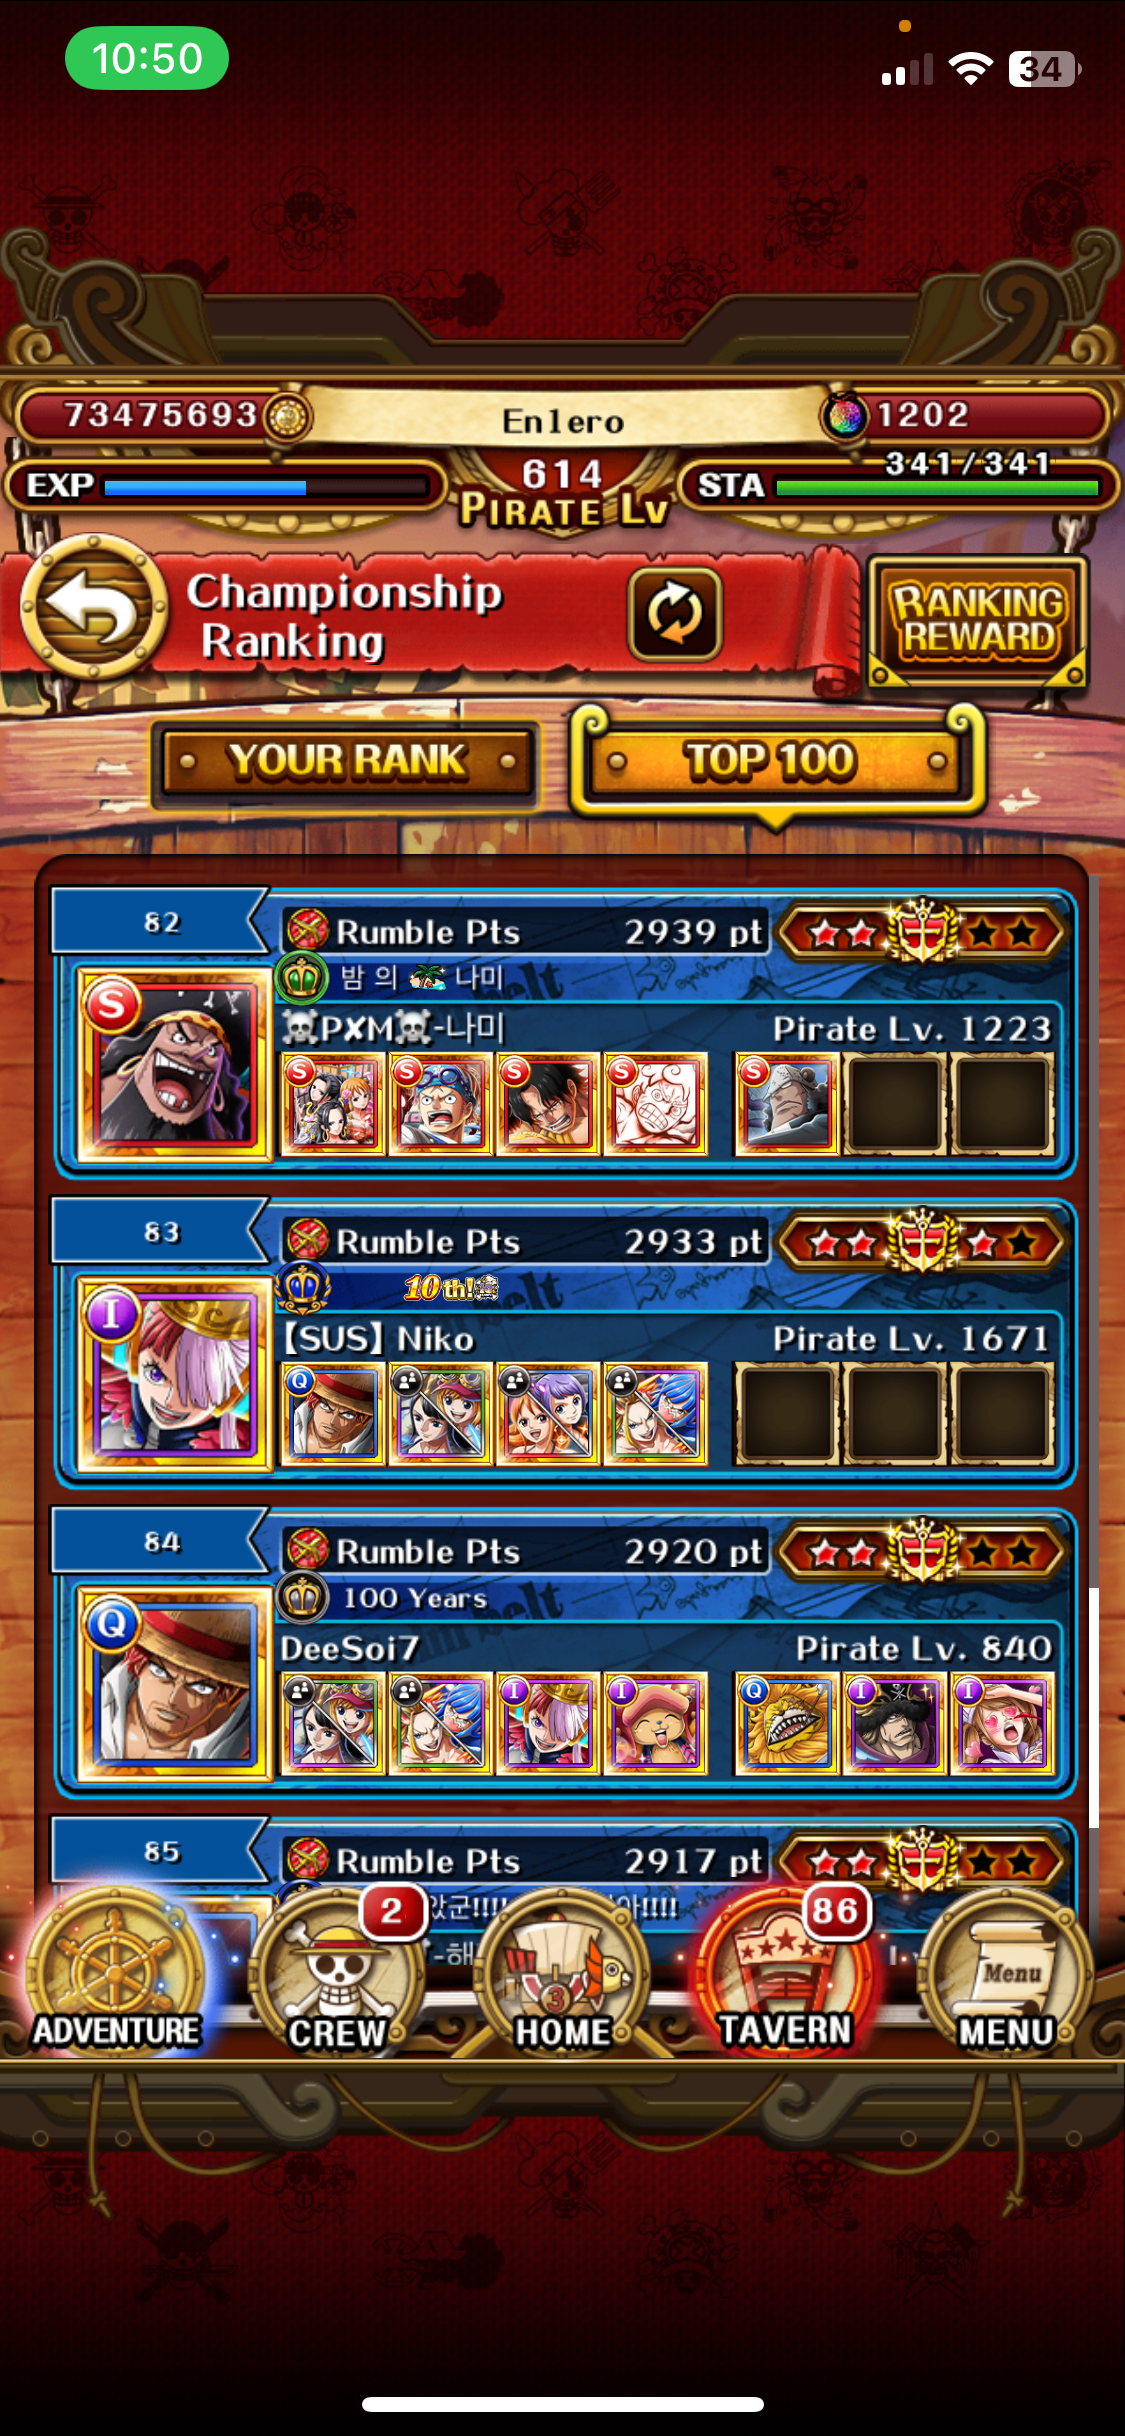 10:50
34
73475693
En1ero
1202
EXP
614
PIRATE LV
STA
341/341
Championship
Ranking
RANKING
REWARD
YOUR RANK
TOP 100
82
Rumble Pts
2939 pt
밤 의 🏝 나미
☠P✘M☠-나미
Pirate Lv. 1223
S
S
S
S
S
S
83
Rumble Pts
2933 pt
10th!
【SUS】Niko
Pirate Lv. 1671
I
Q
84
Rumble Pts
2920 pt
100 Years
DeeSoi7
Pirate Lv. 840
Q
I
I
Q
I
I
85
Rumble Pts
2917 pt
2
86
3
Menu
ADVENTURE
CREW
HOME
TAVERN
MENU